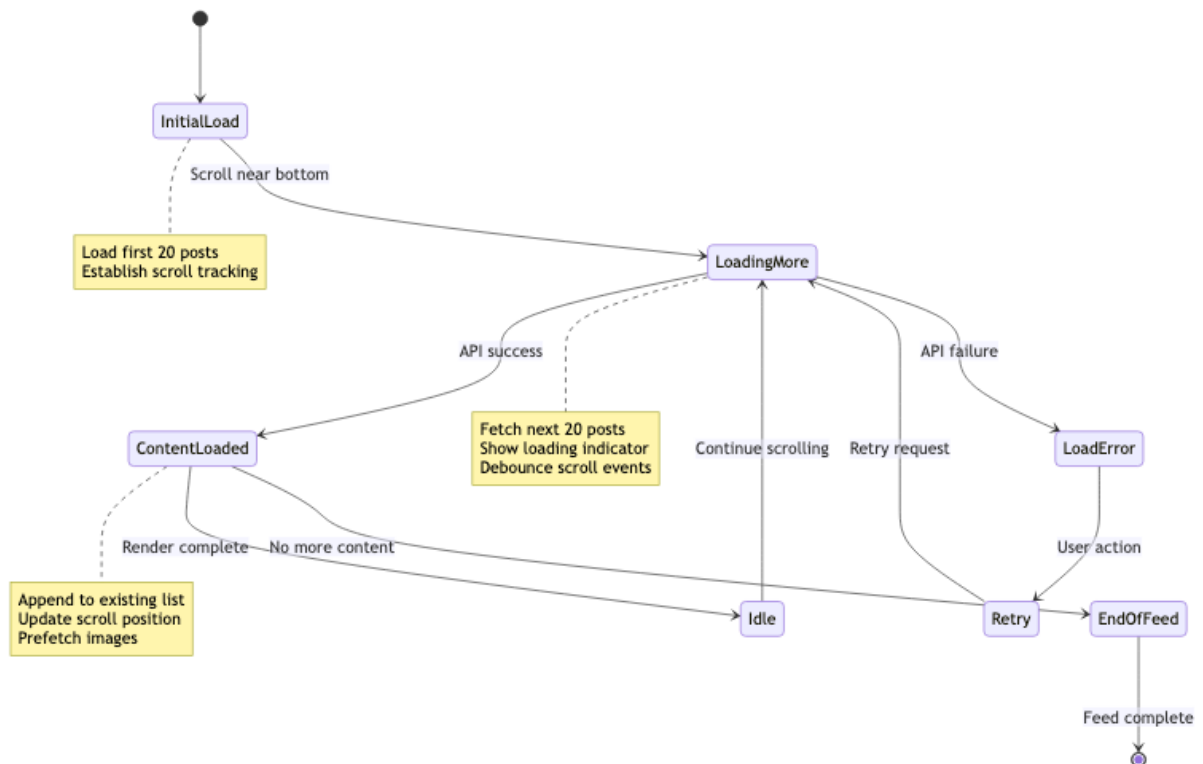 InitialLoad
Scroll near bottom
Load first 20 posts
Establish scroll tracking
LoadingMore
API success
API failure
Fetch next 20 posts
Show loading indicator
Debounce scroll events
ContentLoaded
Continue scrolling
Retry request
LoadError
Render complete
No more content
User action
Append to existing list
Update scroll position
Prefetch images
Idle
Retry
EndOfFeed
Feed complete